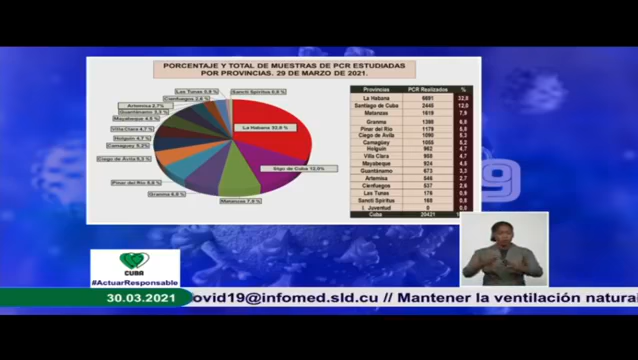 PORCENTAJE Y TOTAL DE MUESTRAS DE PCR ESTUDIADAS
POR PROVINCIAS. 29 DE MARZO DE 2021.
Las Tunas 0,9 %
Sancti Spíritus 0,8 %
Cienfuegos 2,6 %
Artemisa 2,7%
Guantánamo 3,3 %
Mayabeque 4,5 %
Villa Clara 4,7 %
Holguín 4,7 %
Camagüey 5,2%
Ciego de Ávila 5,3 %
Pinar del Río 5,8 %
Granma 6,8 %
Matanzas 7,9 %
Stgo de Cuba 12,0%
La Habana 32,8 %
Provincias PCR Realizados %
La Habana 6691 32,8
Santiago de Cuba 2445 12,0
Matanzas 1619 7,9
Granma 1388 6,8
Pinar del Río 1179 5,8
Ciego de Ávila 1090 5,3
Camagüey 1055 5,2
Holguín 962 4,7
Villa Clara 4,7
Mayabeque 924 4,5
Guantánamo 673 3,3
Artemisa 2,7
Cienfuegos 537 2,6
Las Tunas 176 0,9
Sancti Spíritus 160 0,8
I. Juventud 0 0,0
Cuba 20421
9
CUBA
#ActuarResponsable
30.03.2021 ovid19@infomed.sld.cu // Mantener la ventilación natural